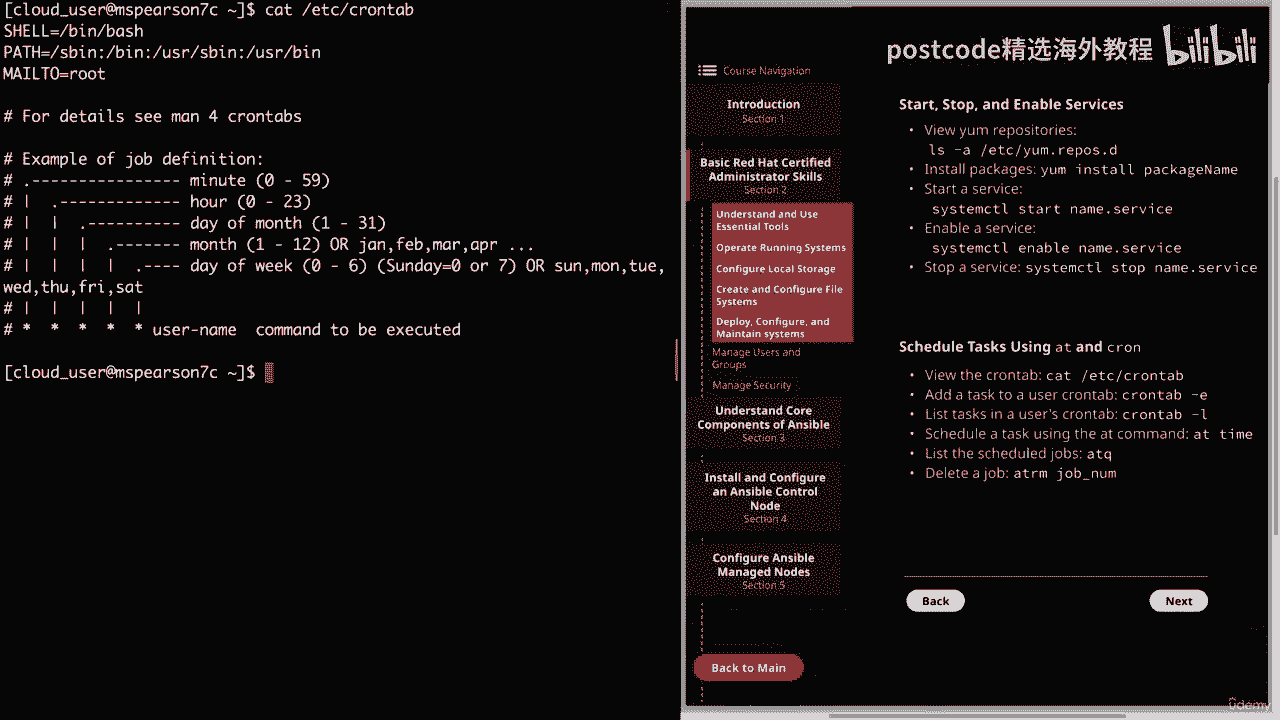 [cloud_user@mspearson7c ~]$ cat /etc/crontab
SHELL=/bin/bash
PATH=/sbin:/bin:/usr/sbin:/usr/bin
MAILTO=root
# For details see man 4 crontabs
# Example of job definition:
# .---------------- minute (0 - 59)
# |  .------------- hour (0 - 23)
# |  |  .---------- day of month (1 - 31)
# |  |  |  .------- month (1 - 12) OR jan,feb,mar,apr ...
# |  |  |  |  .---- day of week (0 - 6) (Sunday=0 or 7) OR sun,mon,tue,
wed,thu,fri,sat
# |  |  |  |  |
# *  *  *  *  * user-name  command to be executed
[cloud_user@mspearson7c ~]$
postcode精选海外教程 bilibili
Course Navigation
Introduction
Section 1
Basic Red Hat Certified
Administrator Skills
Section 2
Understand and Use
Essential Tools
Operate Running Systems
Configure Local Storage
Create and Configure File
Systems
Deploy, Configure, and
Maintain systems
Manage Users and
Groups
Manage Security
Understand Core
Components of Ansible
Section 3
Install and Configure
an Ansible Control
Node
Section 4
Configure Ansible
Managed Nodes
Section 5
Back to Main
Start, Stop, and Enable Services
• View yum repositories:
ls -a /etc/yum.repos.d
• Install packages: yum install packageName
• Start a service:
systemctl start name.service
• Enable a service:
systemctl enable name.service
• Stop a service: systemctl stop name.service
Schedule Tasks Using at and cron
• View the crontab: cat /etc/crontab
• Add a task to a user crontab: crontab -e
• List tasks in a user's crontab: crontab -l
• Schedule a task using the at command: at time
• List the scheduled jobs: atq
• Delete a job: atrm job_num
Back
Next
ûdemy